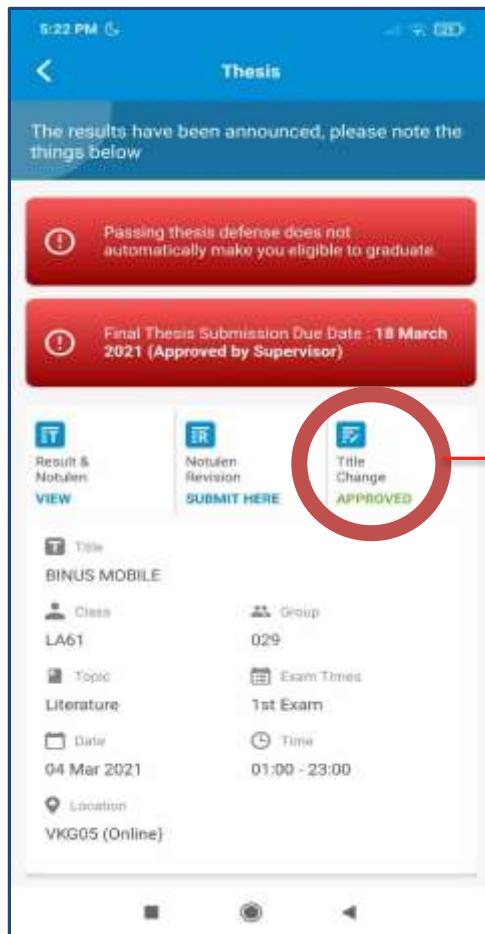 5:22 PM
Thesis
The results have been announced, please note the
things below
Passing thesis defense does not
automatically make you eligible to graduate.
Final Thesis Submission Due Date : 18 March
2021 (Approved by Supervisor)
Result &
Notulen
VIEW
Notulen
Revision
SUBMIT HERE
Title
Change
APPROVED
Title
BINUS MOBILE
Class
Group
LA61
029
Topic
Exam Times
Literature
1st Exam
Date
Time
04 Mar 2021
01:00 - 23:00
Location
VKG05 (Online)